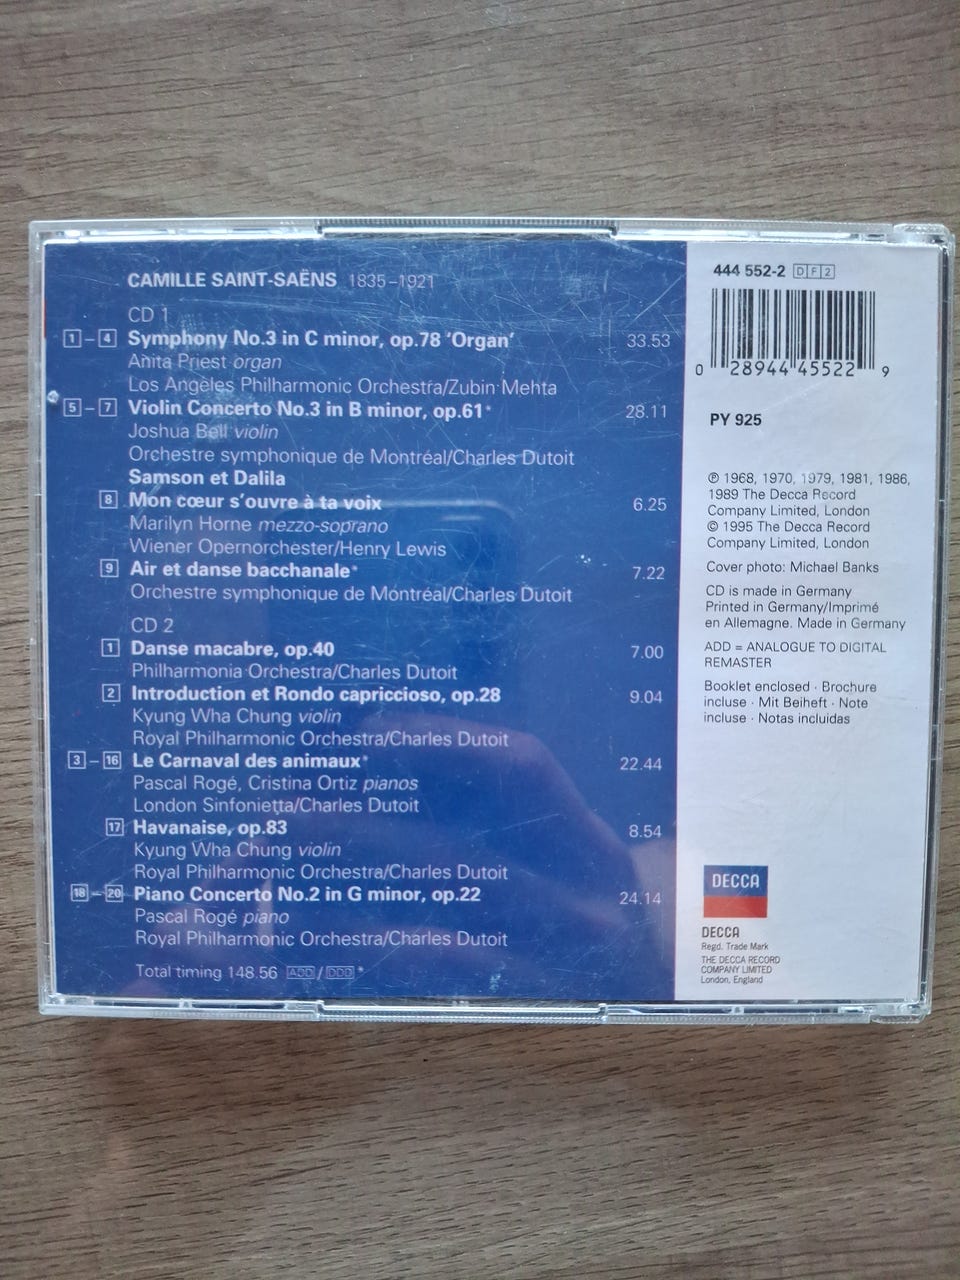 CAMILLE SAINT-SAËNS 1835–1921
CD 1
1 – 4 Symphony No.3 in C minor, op.78 ‘Organ’ 33.53
Anita Priest organ
Los Angeles Philharmonic Orchestra/Zubin Mehta
5 – 7 Violin Concerto No.3 in B minor, op.61* 28.11
Joshua Bell violin
Orchestre symphonique de Montréal/Charles Dutoit
Samson et Dalila
8 Mon cœur s’ouvre à ta voix 6.25
Marilyn Horne mezzo-soprano
Wiener Opernorchester/Henry Lewis
9 Air et danse bacchanale* 7.22
Orchestre symphonique de Montréal/Charles Dutoit
CD 2
1 Danse macabre, op.40 7.00
Philharmonia Orchestra/Charles Dutoit
2 Introduction et Rondo capriccioso, op.28 9.04
Kyung Wha Chung violin
Royal Philharmonic Orchestra/Charles Dutoit
3 – 16 Le Carnaval des animaux* 22.44
Pascal Rogé, Cristina Ortiz pianos
London Sinfonietta/Charles Dutoit
17 Havanaise, op.83 8.54
Kyung Wha Chung violin
Royal Philharmonic Orchestra/Charles Dutoit
18 – 20 Piano Concerto No.2 in G minor, op.22 24.14
Pascal Rogé piano
Royal Philharmonic Orchestra/Charles Dutoit
Total timing 148.56 ADD / DDD *
444 552-2 DF2
0 28944 45522 9
PY 925
℗ 1968, 1970, 1979, 1981, 1986,
1989 The Decca Record
Company Limited, London
© 1995 The Decca Record
Company Limited, London
Cover photo: Michael Banks
CD is made in Germany
Printed in Germany/Imprimé
en Allemagne. Made in Germany
ADD = ANALOGUE TO DIGITAL
REMASTER
Booklet enclosed · Brochure
incluse · Mit Beiheft · Note
incluse · Notas incluidas
DECCA
DECCA
Regd. Trade Mark
THE DECCA RECORD
COMPANY LIMITED
London, England